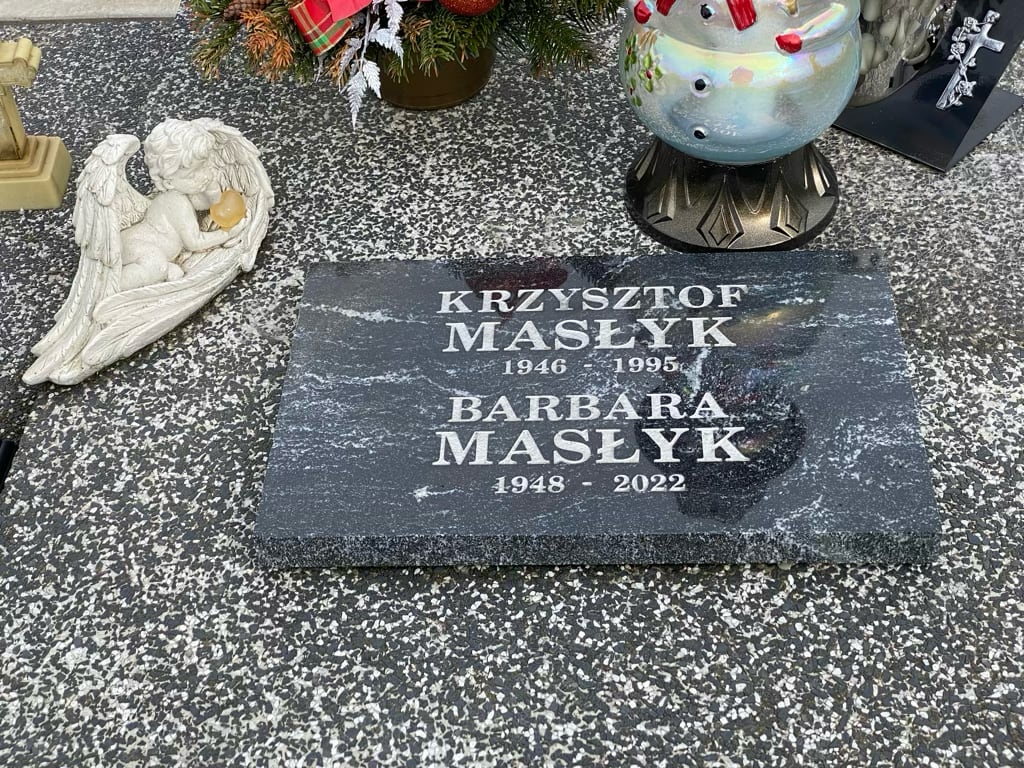 KRZYSZTOF
MASŁYK
1946 - 1995
BARBARA
MASŁYK
1948 - 2022